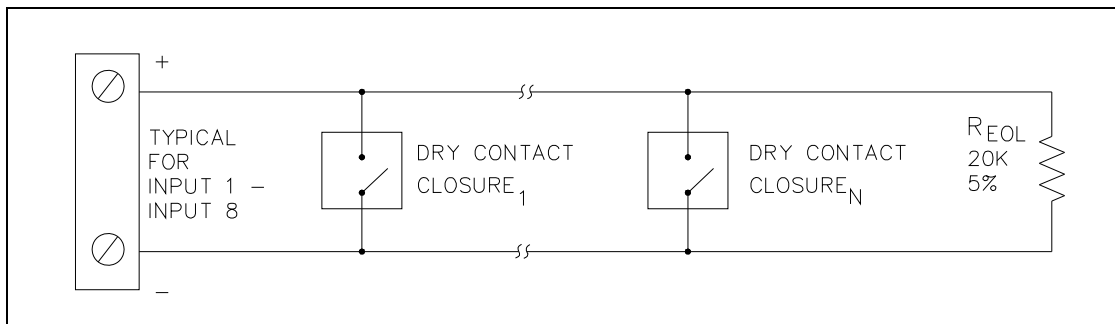 +
TYPICAL
FOR
INPUT 1 –
INPUT 8
DRY CONTACT
CLOSURE1
DRY CONTACT
CLOSUREN
REOL
20K
5%
–